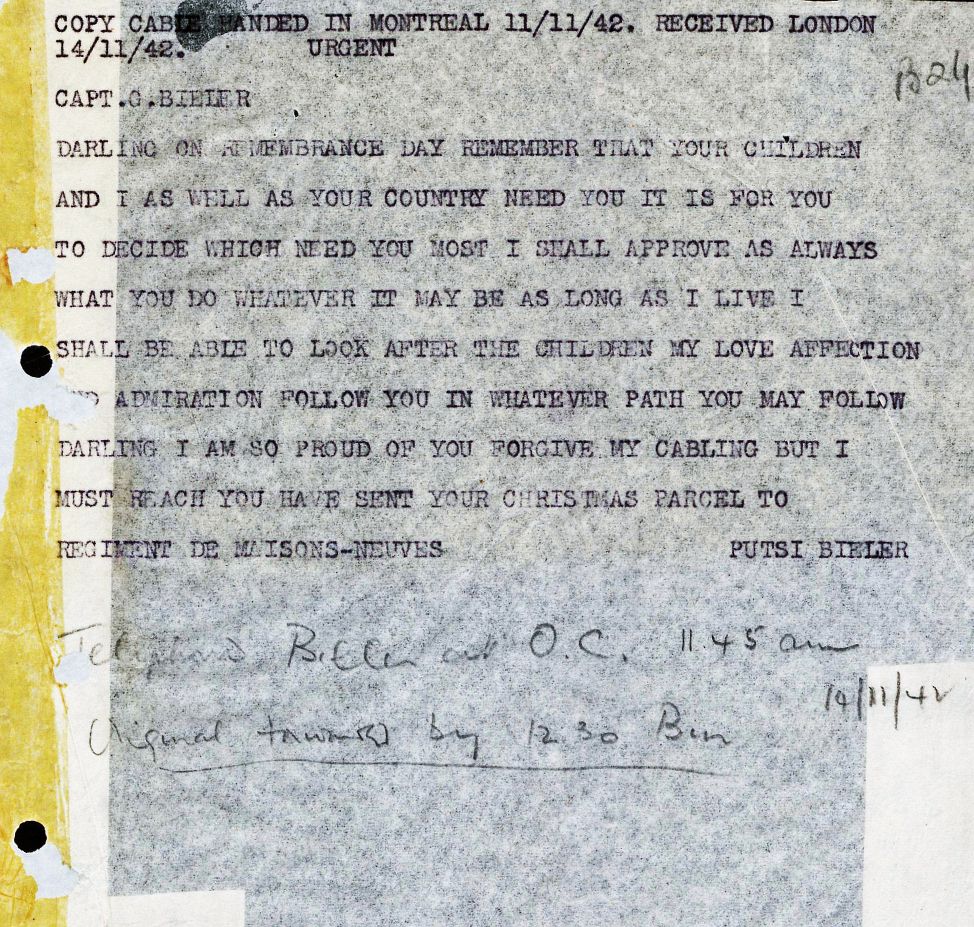 COPY CABLE HANDED IN MONTREAL 11/11/42. RECEIVED LONDON
14/11/42. URGENT
B24
CAPT.G.BIELER
DARLING ON REMEMBRANCE DAY REMEMBER THAT YOUR CHILDREN
AND I AS WELL AS YOUR COUNTRY NEED YOU IT IS FOR YOU
TO DECIDE WHICH NEED YOU MOST I SHALL APPROVE AS ALWAYS
WHAT YOU DO WHATEVER IT MAY BE AS LONG AS I LIVE I
SHALL BE ABLE TO LOOK AFTER THE CHILDREN MY LOVE AFFECTION
AND ADMIRATION FOLLOW YOU IN WHATEVER PATH YOU MAY FOLLOW
DARLING I AM SO PROUD OF YOU FORGIVE MY CABLING BUT I
MUST REACH YOU HAVE SENT YOUR CHRISTMAS PARCEL TO
REGIMENT DE MAISONS-NEUVES PUTSI BIELER
Telephoned Bieler at O.C. 11.45 am
14/11/42
Original by 12.30